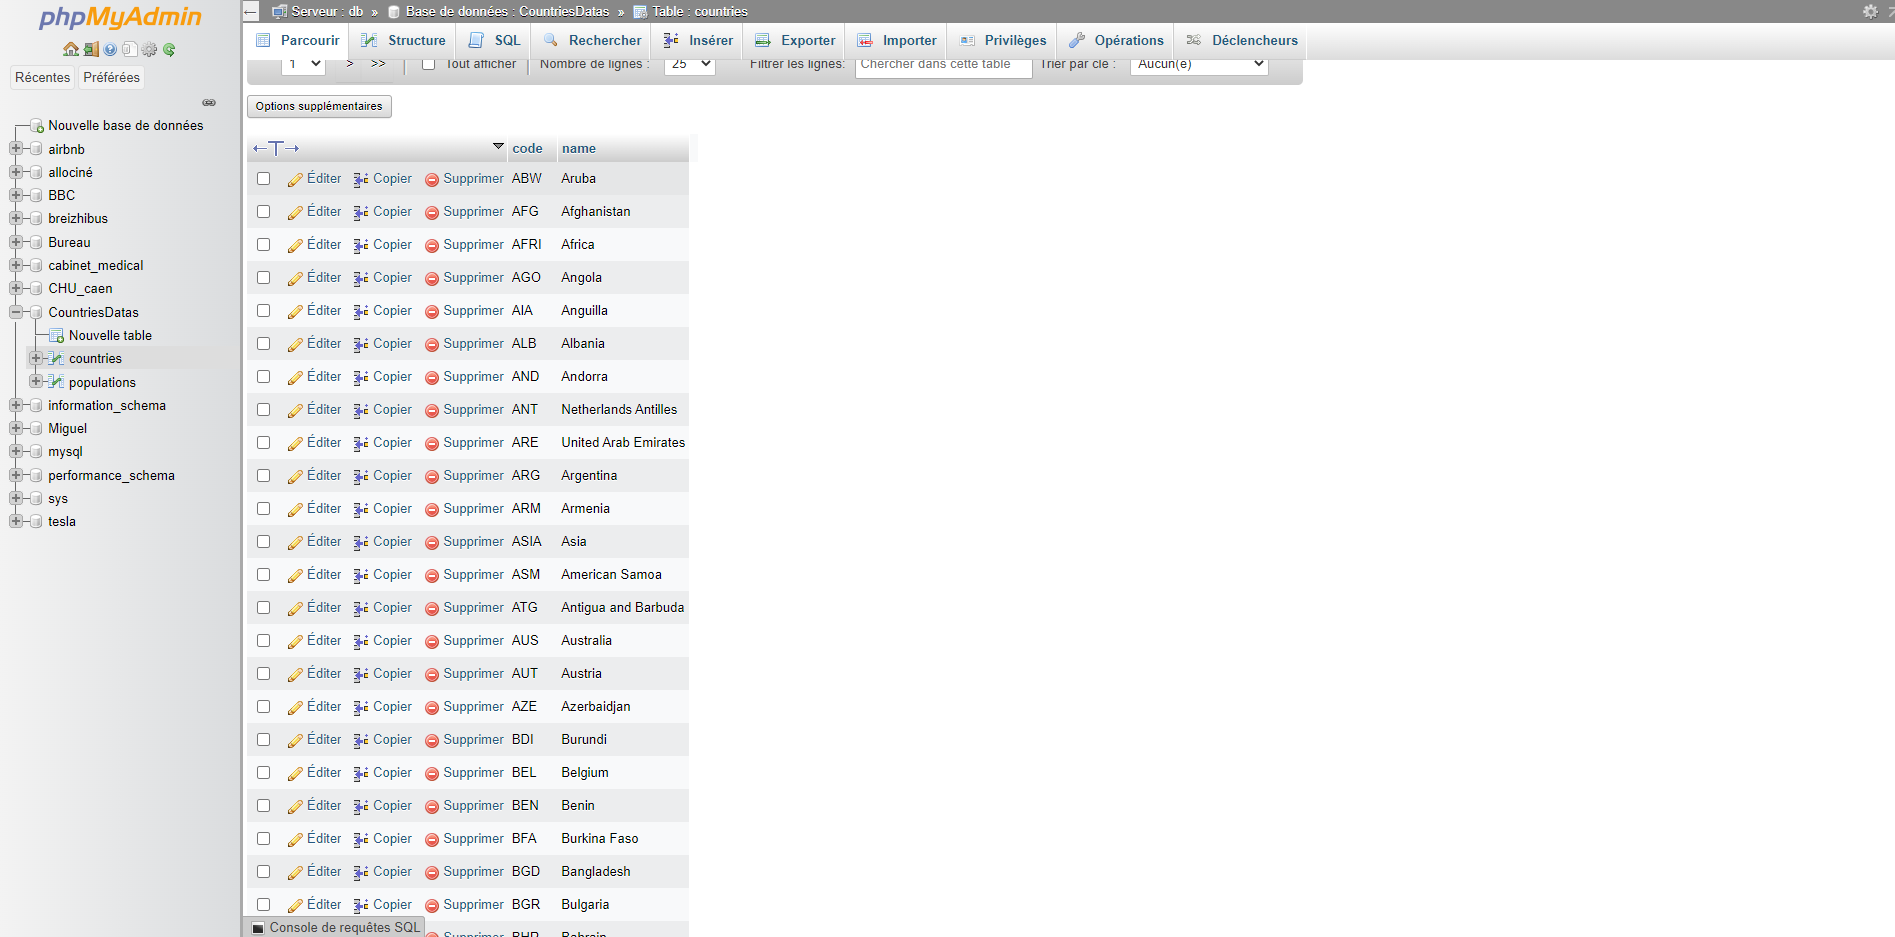 phpMyAdmin
Récentes Préférées
Nouvelle base de données
airbnb
allociné
BBC
breizhibus
Bureau
cabinet_medical
CHU_caen
CountriesDatas
Nouvelle table
countries
populations
information_schema
Miguel
mysql
performance_schema
sys
tesla
Serveur : db » Base de données : CountriesDatas » Table : countries
Parcourir Structure SQL Rechercher Insérer Exporter Importer Privilèges Opérations Déclencheurs
1 > >> Tout afficher Nombre de lignes : 25 Filtrer les lignes: Chercher dans cette table Trier par clé : Aucun(e)
Options supplémentaires
←T→ code name
Éditer Copier Supprimer ABW Aruba
Éditer Copier Supprimer AFG Afghanistan
Éditer Copier Supprimer AFRI Africa
Éditer Copier Supprimer AGO Angola
Éditer Copier Supprimer AIA Anguilla
Éditer Copier Supprimer ALB Albania
Éditer Copier Supprimer AND Andorra
Éditer Copier Supprimer ANT Netherlands Antilles
Éditer Copier Supprimer ARE United Arab Emirates
Éditer Copier Supprimer ARG Argentina
Éditer Copier Supprimer ARM Armenia
Éditer Copier Supprimer ASIA Asia
Éditer Copier Supprimer ASM American Samoa
Éditer Copier Supprimer ATG Antigua and Barbuda
Éditer Copier Supprimer AUS Australia
Éditer Copier Supprimer AUT Austria
Éditer Copier Supprimer AZE Azerbaidjan
Éditer Copier Supprimer BDI Burundi
Éditer Copier Supprimer BEL Belgium
Éditer Copier Supprimer BEN Benin
Éditer Copier Supprimer BFA Burkina Faso
Éditer Copier Supprimer BGD Bangladesh
Éditer Copier Supprimer BGR Bulgaria
Supprimer BHR Bahrain
Console de requêtes SQL